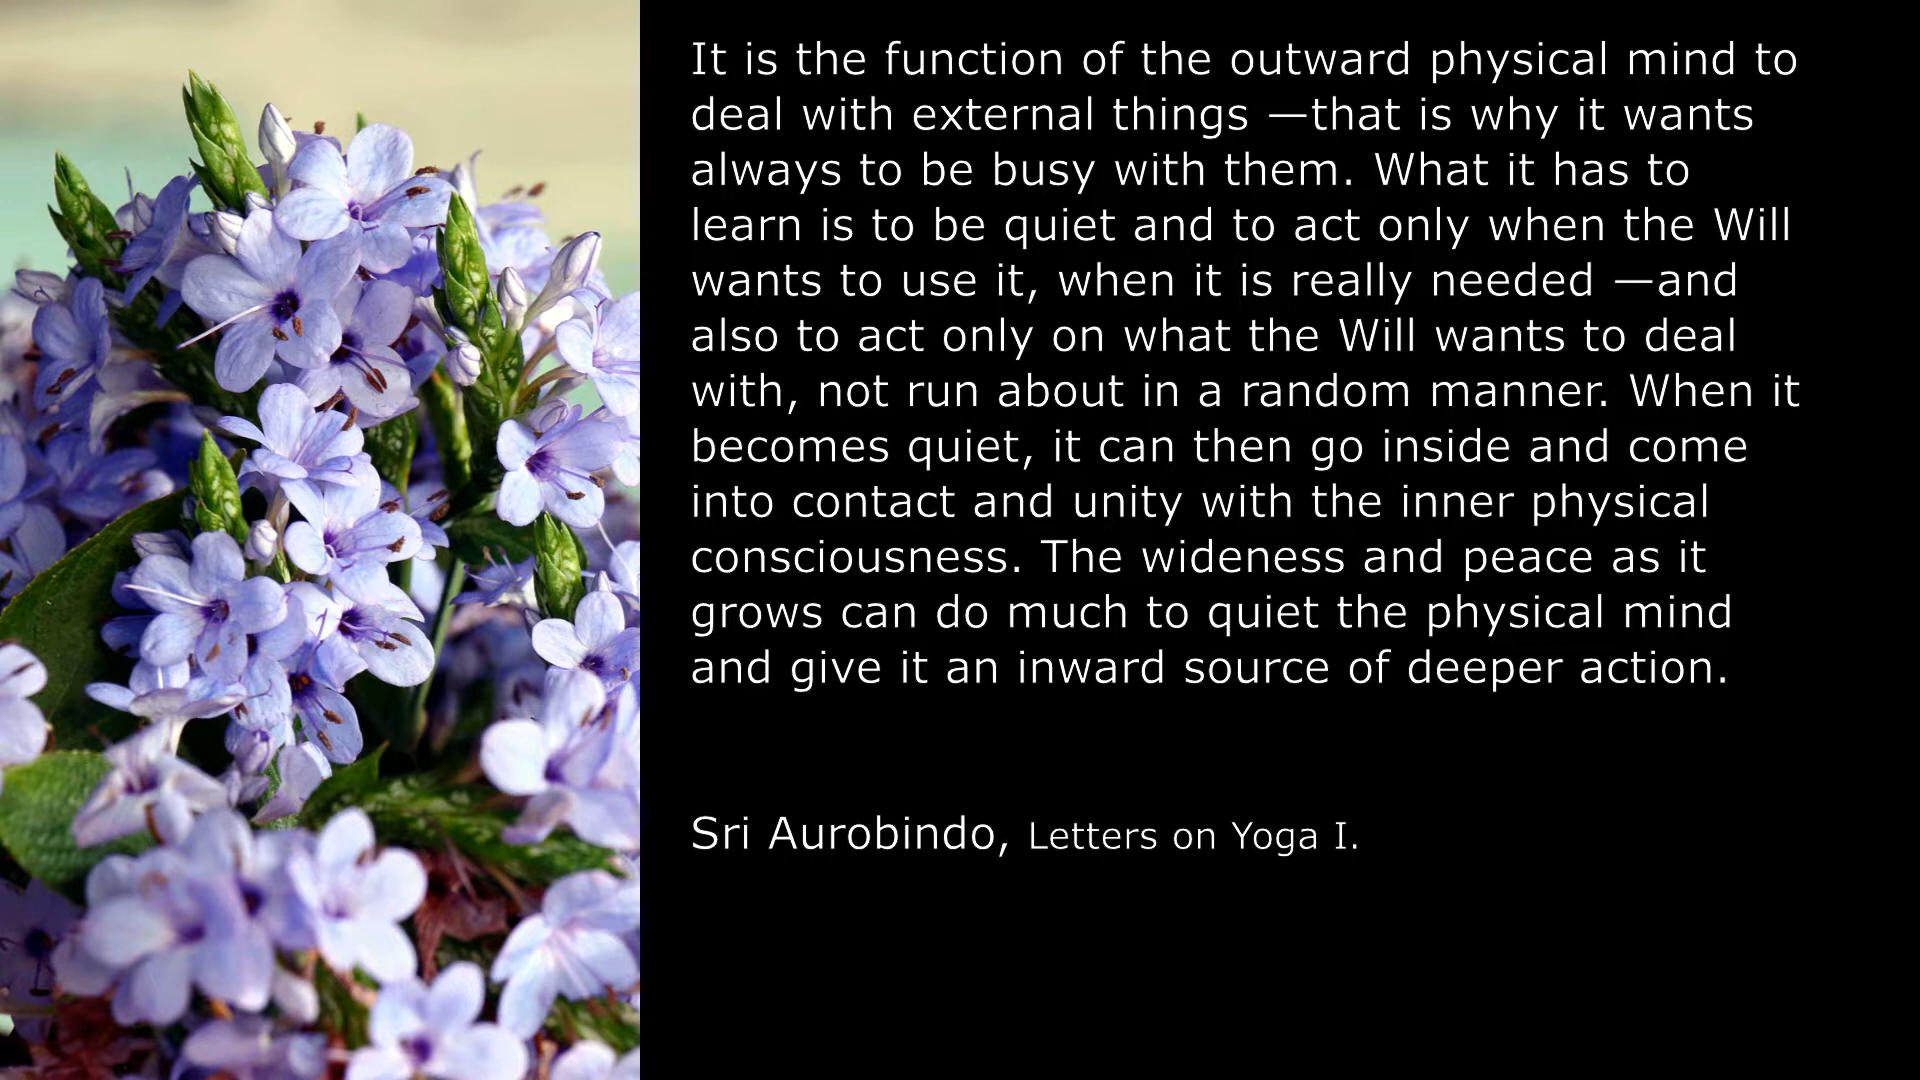 It is the function of the outward physical mind to
deal with external things —that is why it wants
always to be busy with them. What it has to
learn is to be quiet and to act only when the Will
wants to use it, when it is really needed —and
also to act only on what the Will wants to deal
with, not run about in a random manner. When it
becomes quiet, it can then go inside and come
into contact and unity with the inner physical
consciousness. The wideness and peace as it
grows can do much to quiet the physical mind
and give it an inward source of deeper action.
Sri Aurobindo, Letters on Yoga I.